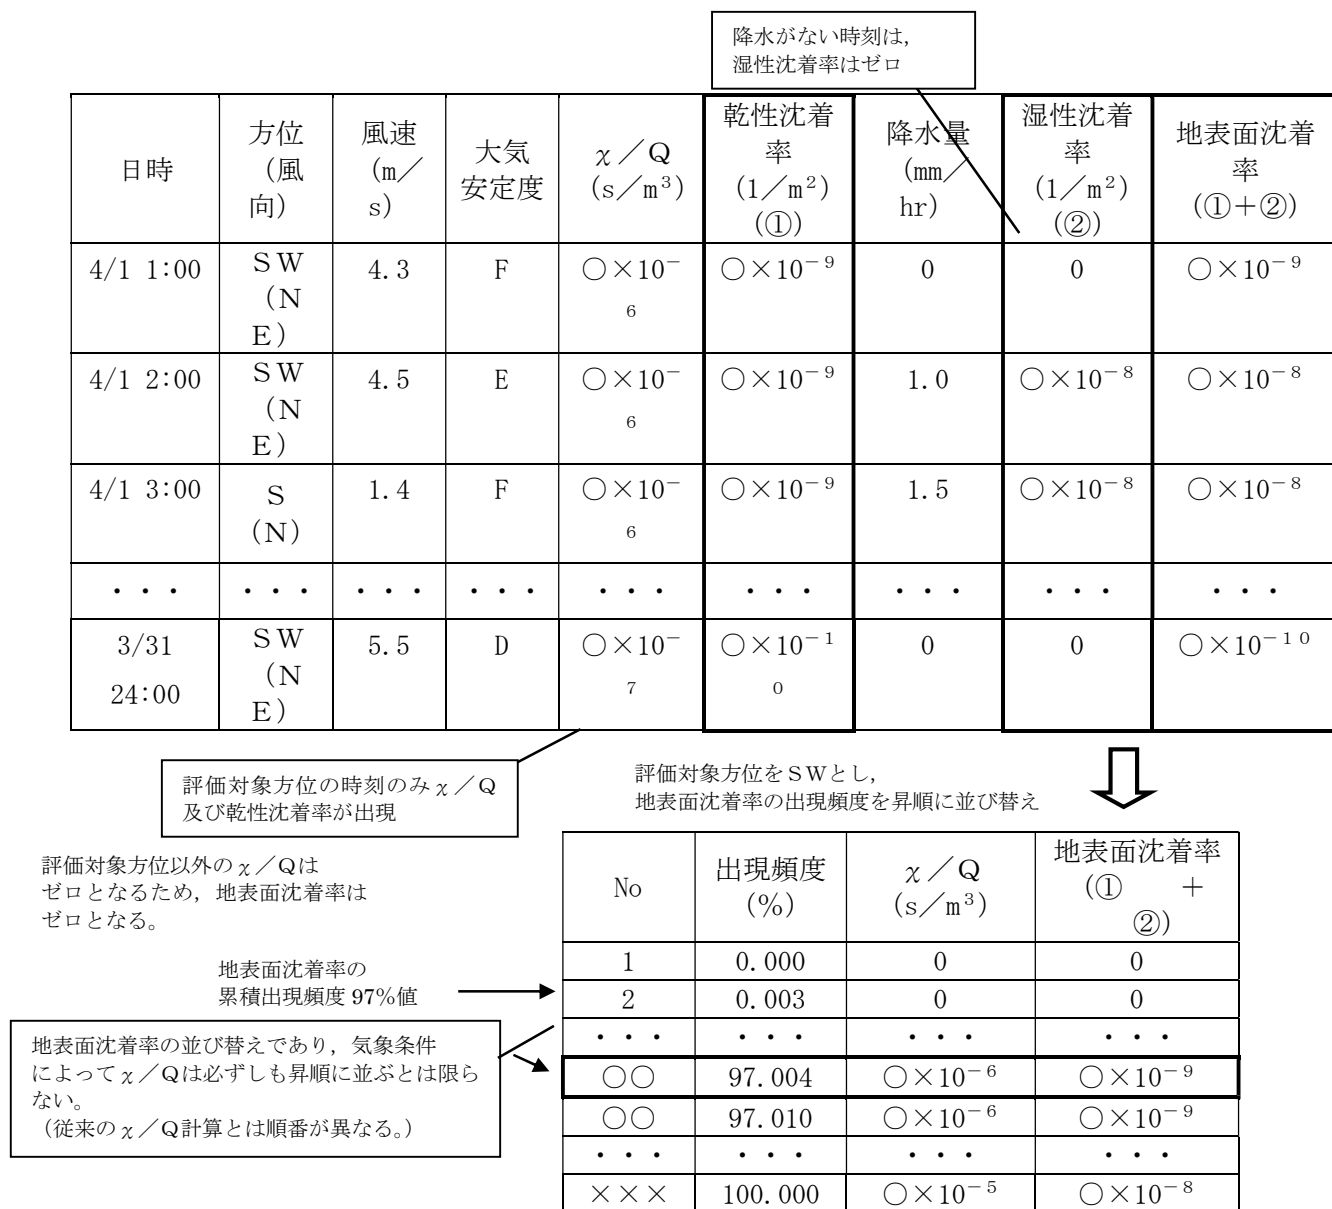 降水がない時刻は，
湿性沈着率はゼロ
日時
方位
（風
向）
風速
（m／
s）
大気
安定度
χ／Q
（s／m³）
乾性沈着
率
（1／m²）
（①）
降水量
（mm／
hr）
湿性沈着
率
（1／m²）
（②）
地表面沈着
率
（①＋②）
4/1 1:00
ＳＷ
（Ｎ
Ｅ）
4.3
F
○×10⁻
⁶
○×10⁻⁹
0
0
○×10⁻⁹
4/1 2:00
ＳＷ
（Ｎ
Ｅ）
4.5
E
○×10⁻
⁶
○×10⁻⁹
1.0
○×10⁻⁸
○×10⁻⁸
4/1 3:00
Ｓ
（Ｎ）
1.4
F
○×10⁻
⁶
○×10⁻⁹
1.5
○×10⁻⁸
○×10⁻⁸
・・・ ・・・ ・・・ ・・・ ・・・ ・・・ ・・・ ・・・ ・・・
3/31
24:00
ＳＷ
（Ｎ
Ｅ）
5.5
D
○×10⁻
⁷
○×10⁻¹
⁰
0
0
○×10⁻¹⁰
評価対象方位の時刻のみχ／Q
及び乾性沈着率が出現
評価対象方位をＳＷとし，
地表面沈着率の出現頻度を昇順に並び替え
評価対象方位以外のχ／Qは
ゼロとなるため，地表面沈着率は
ゼロとなる。
地表面沈着率の
累積出現頻度 97％値
地表面沈着率の並び替えであり，気象条件
によってχ／Qは必ずしも昇順に並ぶとは限ら
ない。
（従来のχ／Q計算とは順番が異なる。）
No
出現頻度
（％）
χ／Q
（s／m³）
地表面沈着率
（①　＋
②）
1 0.000 0 0
2 0.003 0 0
・・・ ・・・ ・・・ ・・・
○○ 97.004 ○×10⁻⁶ ○×10⁻⁹
○○ 97.010 ○×10⁻⁶ ○×10⁻⁹
・・・ ・・・ ・・・ ・・・
××× 100.000 ○×10⁻⁵ ○×10⁻⁸